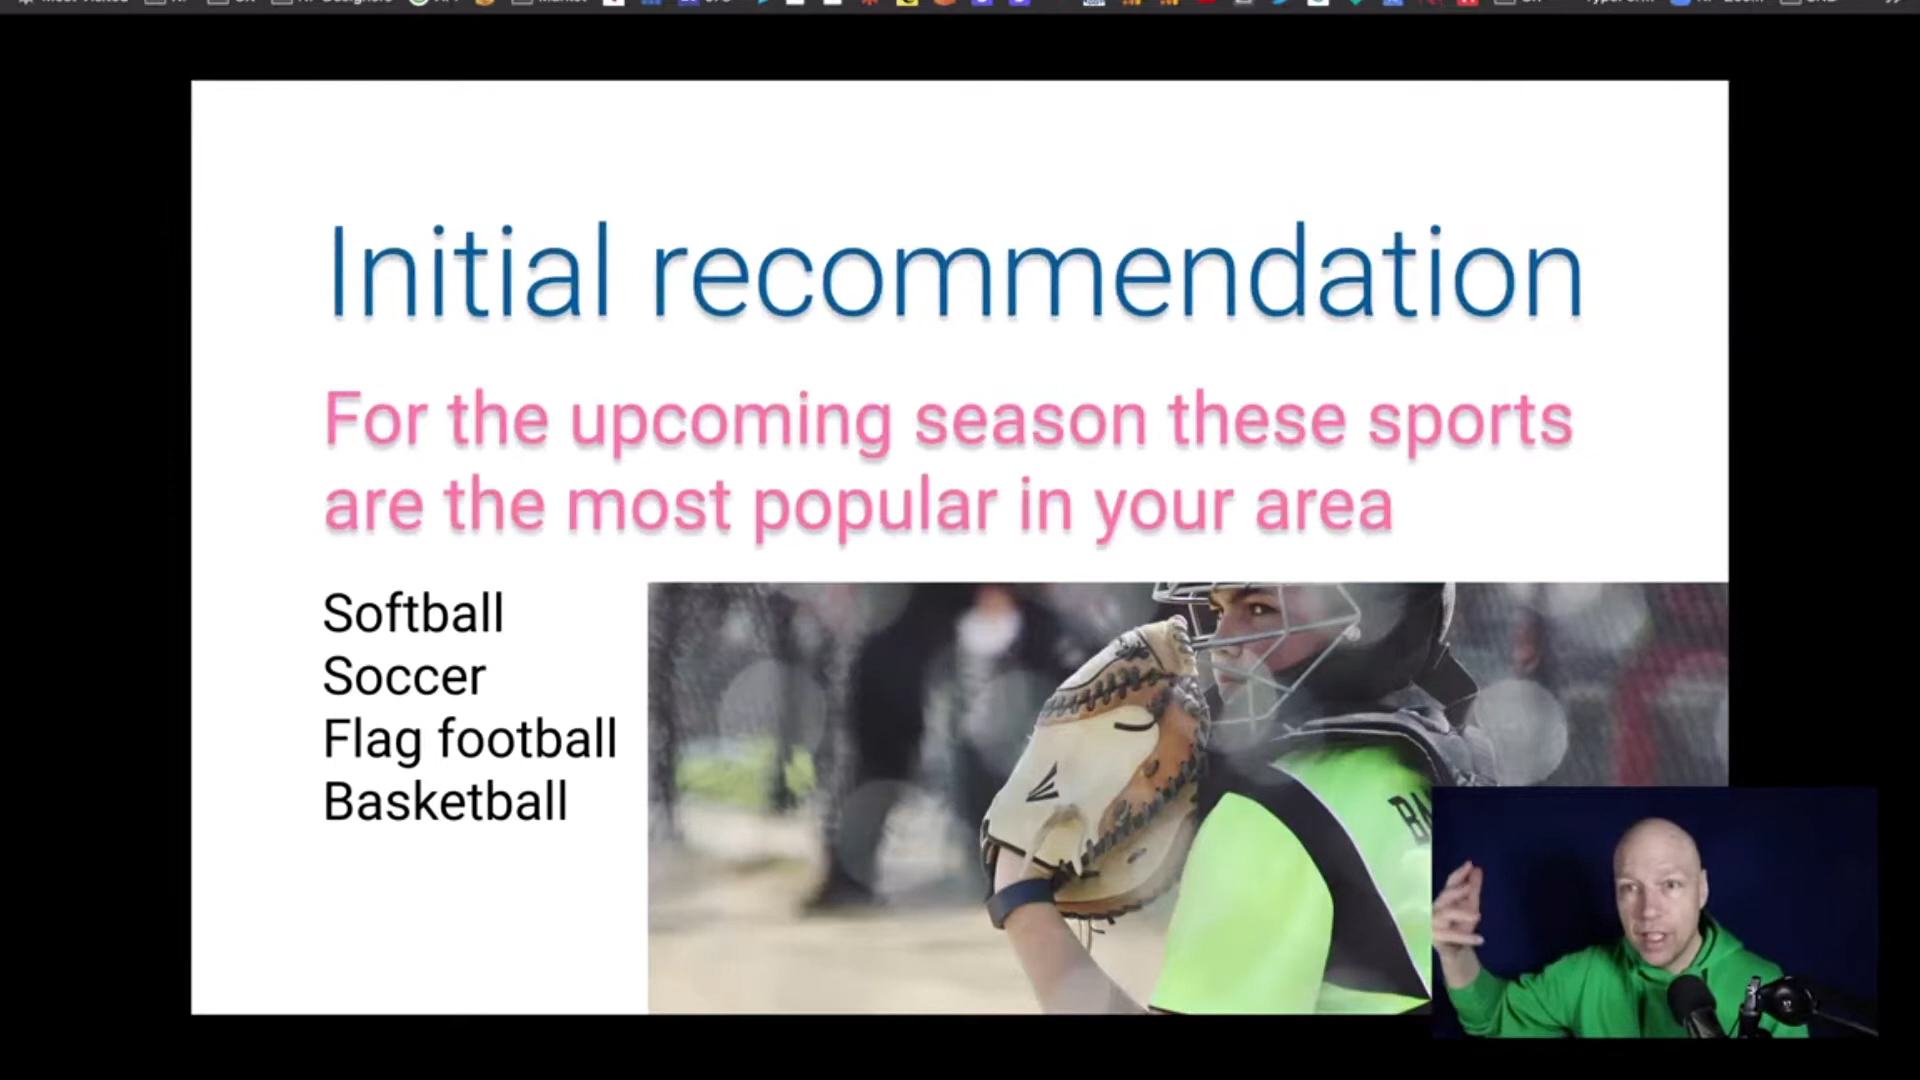 Initial recommendation
For the upcoming season these sports
are the most popular in your area
Softball
Soccer
Flag football
Basketball